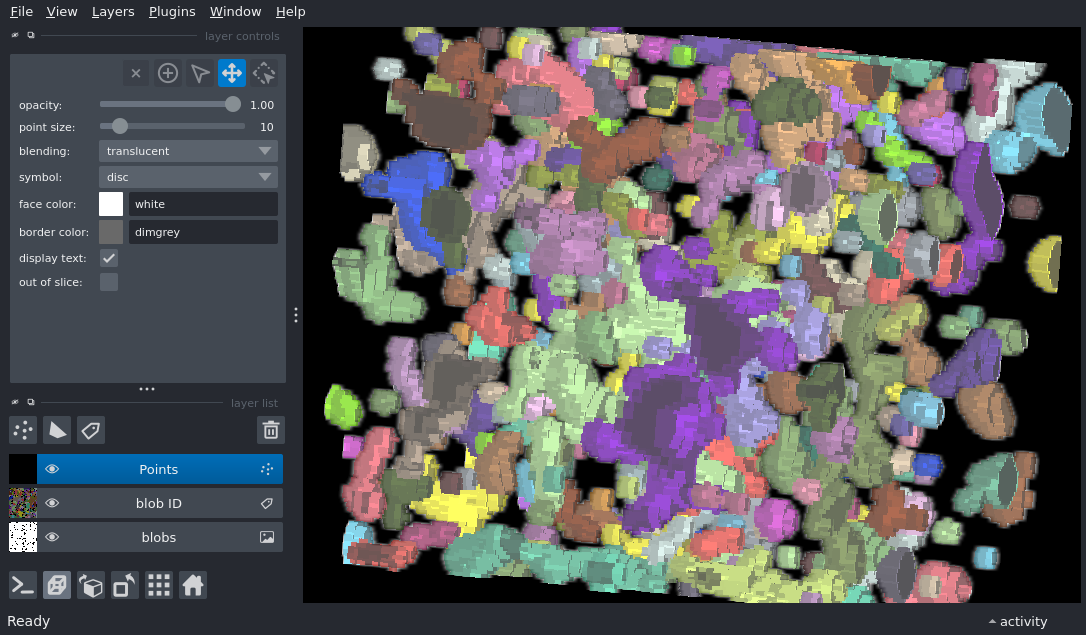 File View Layers Plugins Window Help
layer controls
opacity: 1.00
point size: 10
blending: translucent
symbol: disc
face color: white
border color: dimgrey
display text:
out of slice:
layer list
Points
blob ID
blobs
Ready
activity